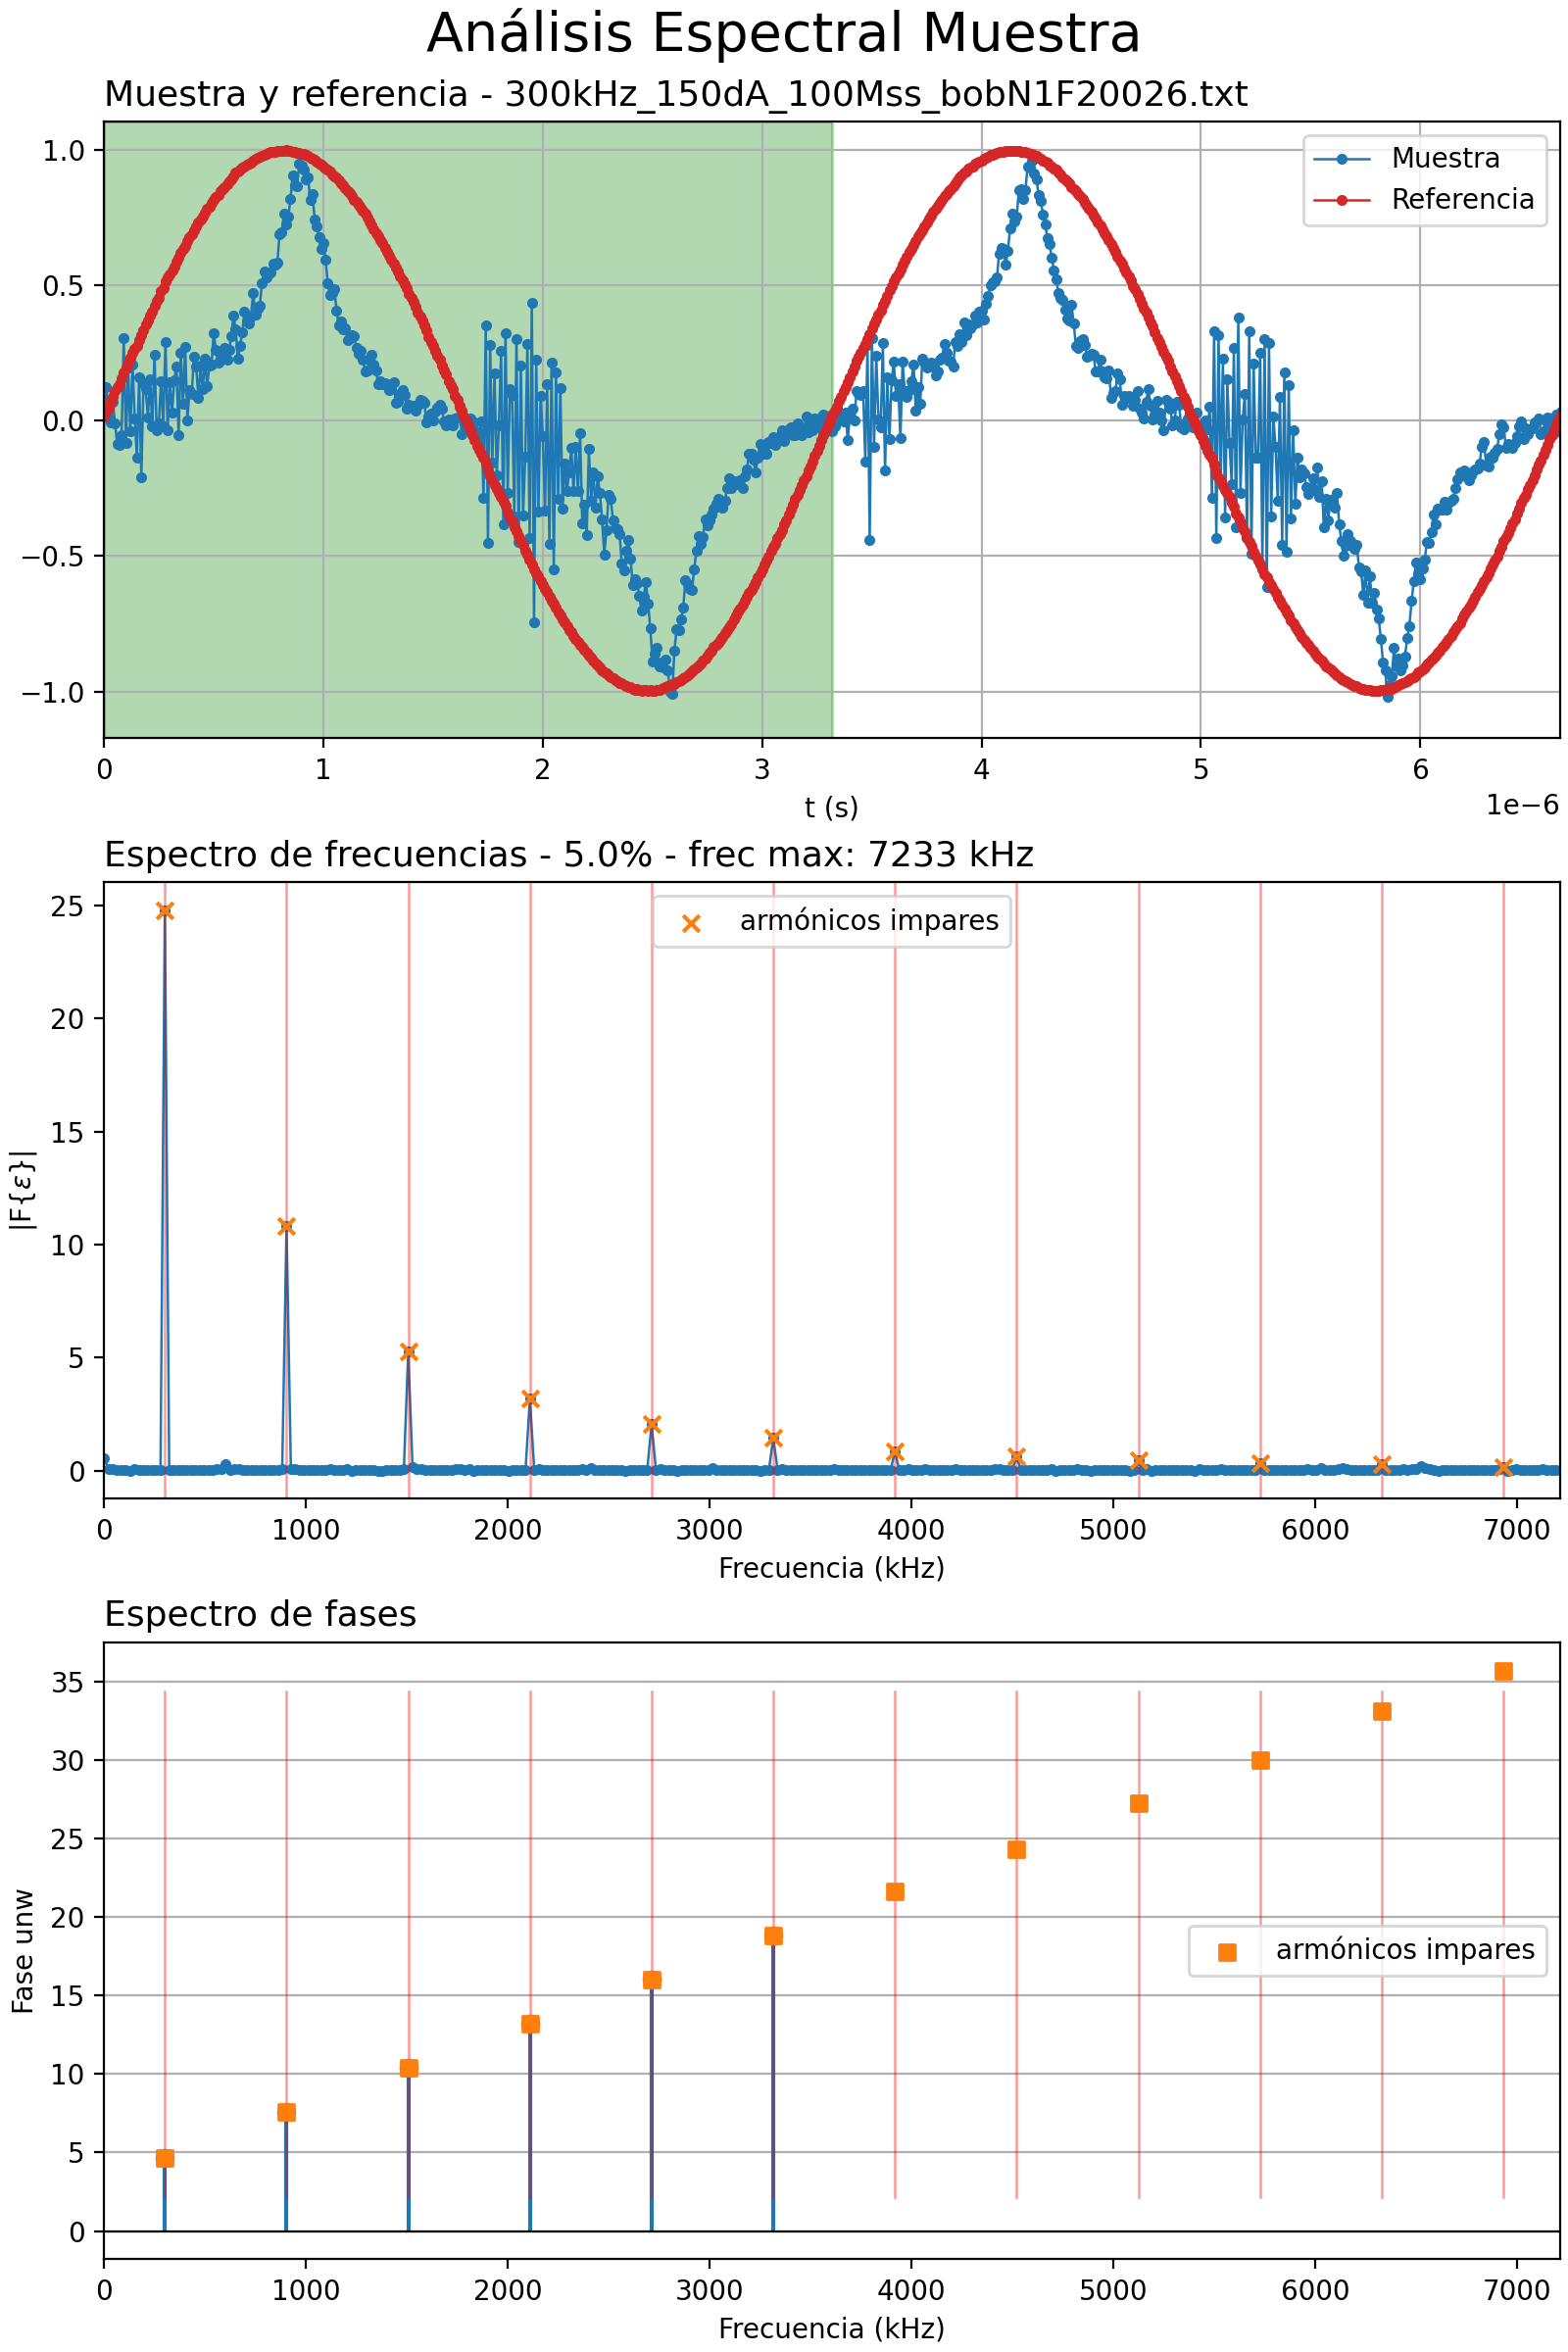 Análisis Espectral Muestra
Muestra y referencia - 300kHz_150dA_100Mss_bobN1F20026.txt
1.0
0.5
0.0
−0.5
−1.0
Muestra
Referencia
0 1 2 3 4 5 6
t (s)
1e−6
Espectro de frecuencias - 5.0% - frec max: 7233 kHz
|F{ε}|
25
20
15
10
5
0
armónicos impares
0 1000 2000 3000 4000 5000 6000 7000
Frecuencia (kHz)
Espectro de fases
Fase unw
35
30
25
20
15
10
5
0
armónicos impares
0 1000 2000 3000 4000 5000 6000 7000
Frecuencia (kHz)